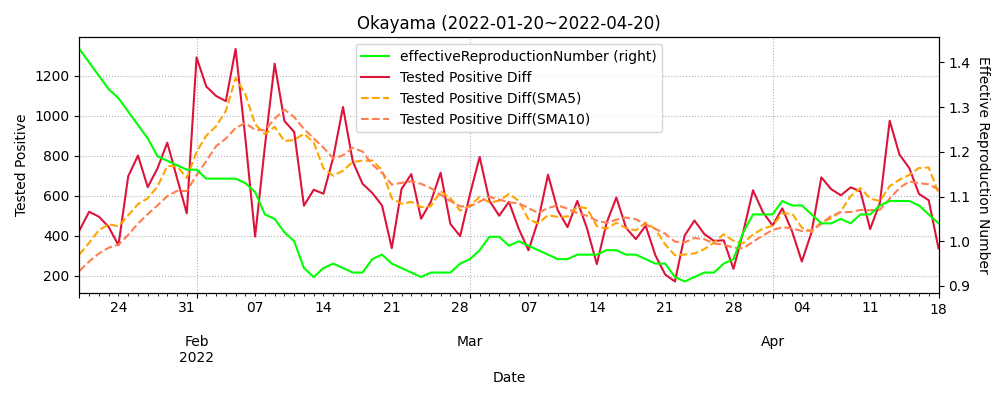 Okayama (2022-01-20~2022-04-20)
effectiveReproductionNumber (right)
Tested Positive Diff
Tested Positive Diff(SMA5)
Tested Positive Diff(SMA10)
Tested Positive
1200
1000
800
600
400
200
1.4
1.3
1.2
1.1
1.0
0.9
Effective Reproduction Number
24 31 07 14 21 28 07 14 21 28 04 11 18
Feb Mar Apr
2022
Date